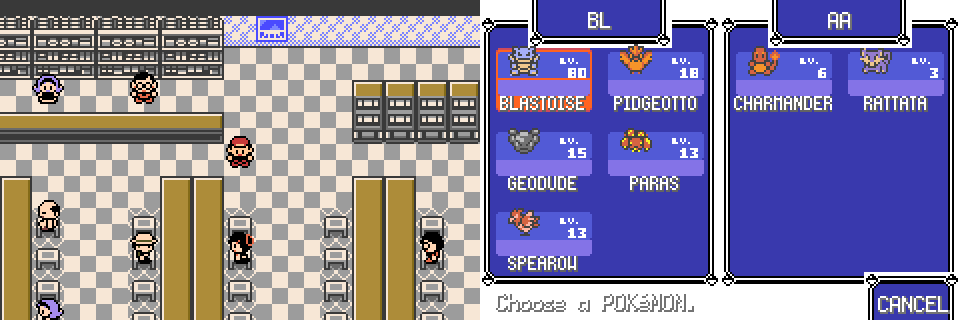 BL
AA
LV. 80
BLASTOISE
LV. 18
PIDGEOTTO
LV. 6
CHARMANDER
LV. 3
RATTATA
LV. 15
GEODUDE
LV. 13
PARAS
LV. 13
SPEAROW
Choose a POKéMON.
CANCEL